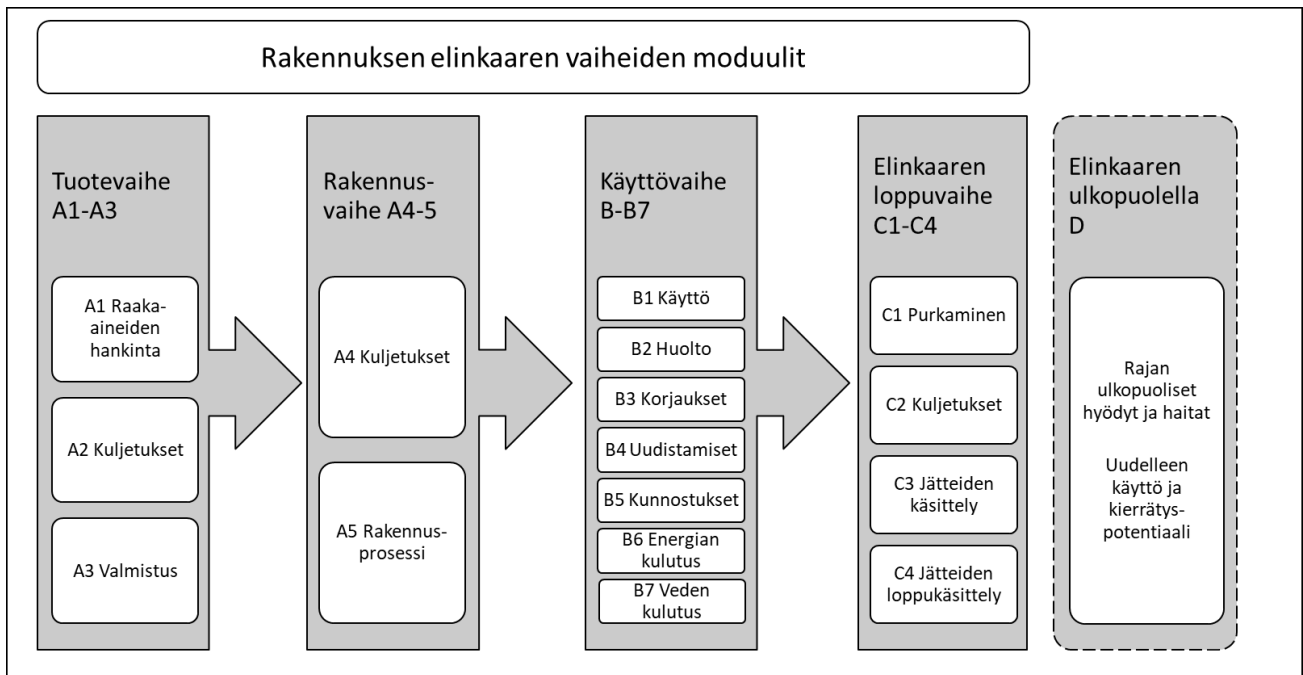 Rakennuksen elinkaaren vaiheiden moduulit
Tuotevaihe
A1-A3
A1 Raaka-
aineiden
hankinta
A2 Kuljetukset
A3 Valmistus
Rakennus-
vaihe A4-5
A4 Kuljetukset
A5 Rakennus-
prosessi
Käyttövaihe
B-B7
B1 Käyttö
B2 Huolto
B3 Korjaukset
B4 Uudistamiset
B5 Kunnostukset
B6 Energian
kulutus
B7 Veden
kulutus
Elinkaaren
loppuvaihe
C1-C4
C1 Purkaminen
C2 Kuljetukset
C3 Jätteiden
käsittely
C4 Jätteiden
loppukäsittely
Elinkaaren
ulkopuolella
D
Rajan
ulkopuoliset
hyödyt ja haitat
Uudelleen
käyttö ja
kierrätys-
potentiaali